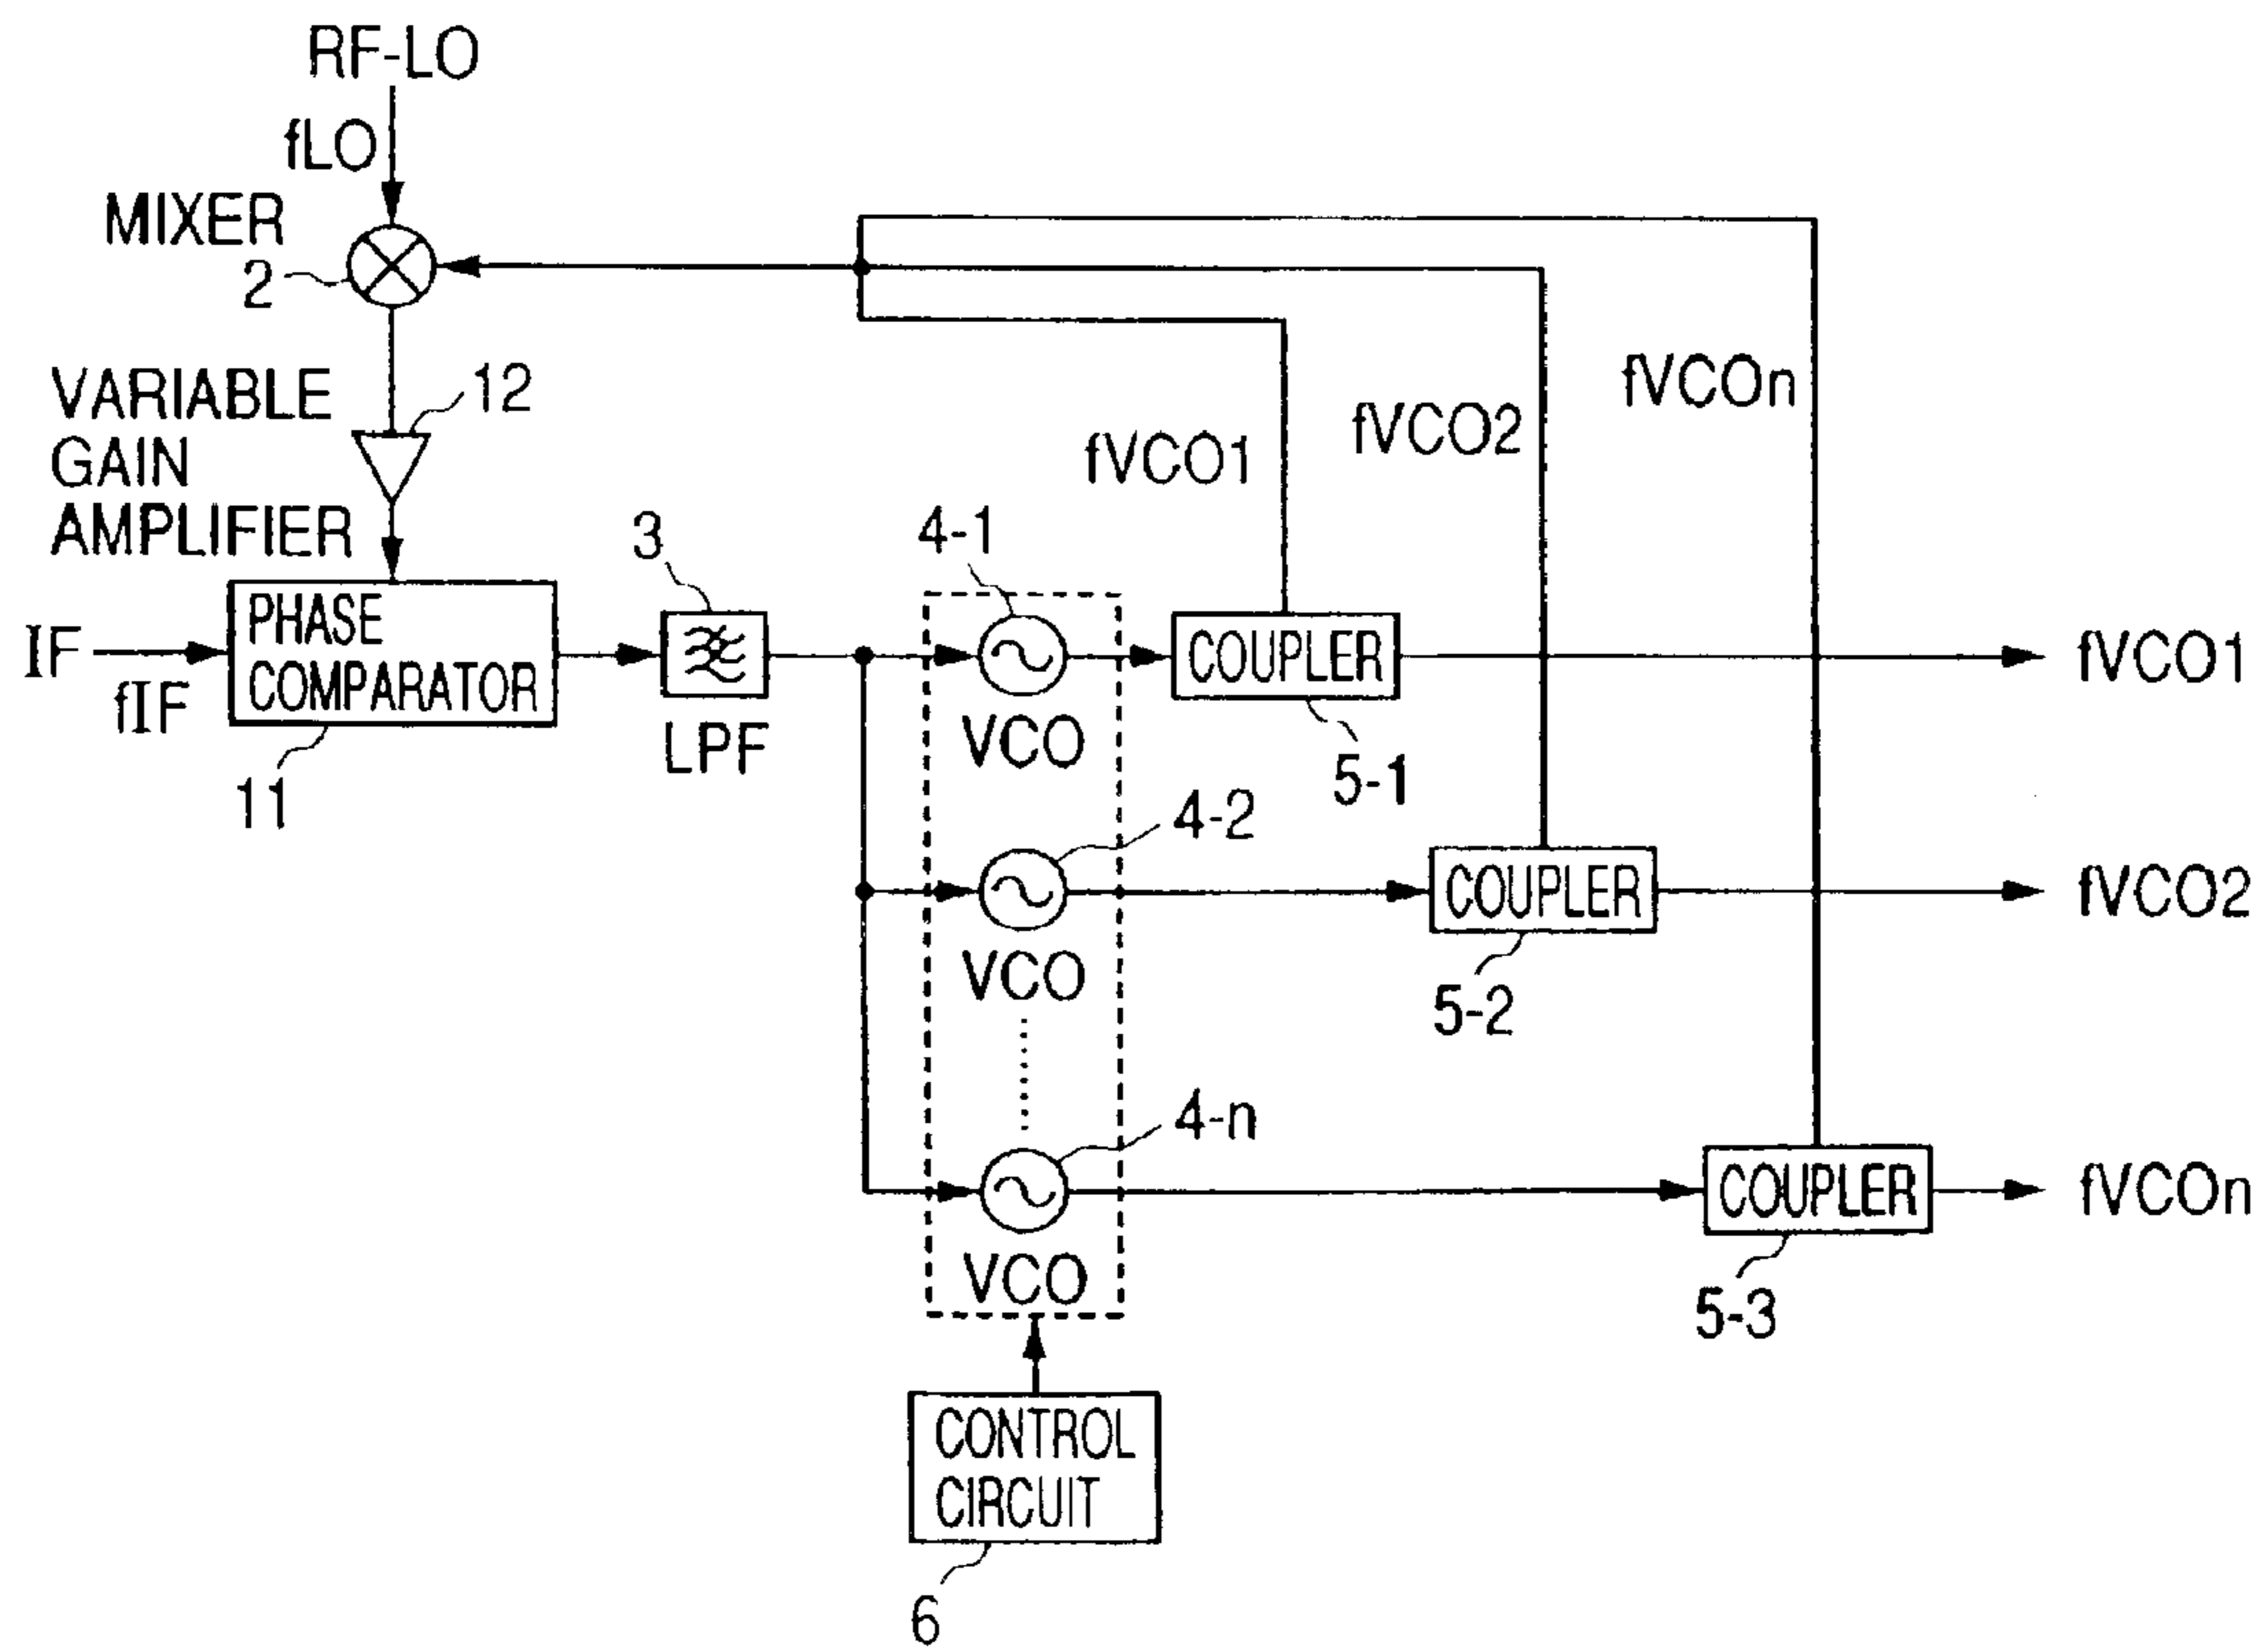 RF-LO
fLO
MIXER
2
VARIABLE
GAIN
AMPLIFIER
12
fVCO1
fVCO2
fVCOn
IF
fIF
PHASE
COMPARATOR
11
3
LPF
4-1
VCO
COUPLER
5-1
fVCO1
4-2
VCO
COUPLER
5-2
fVCO2
4-n
VCO
COUPLER
5-3
fVCOn
CONTROL
CIRCUIT
6